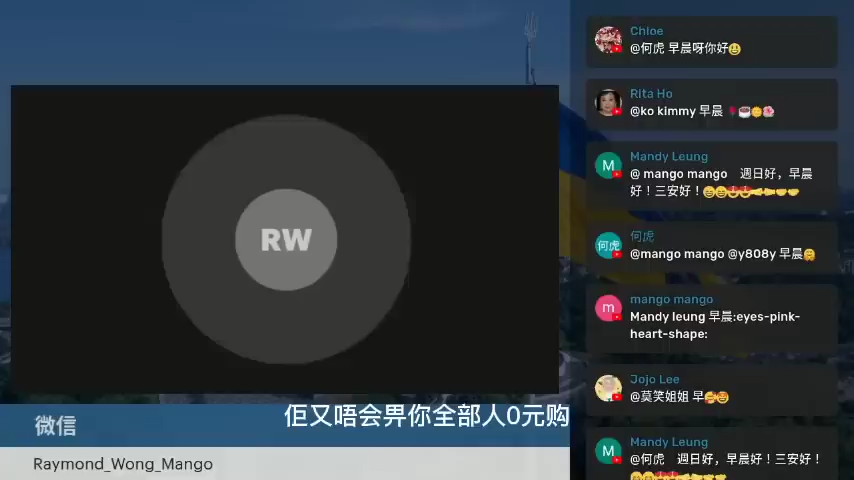 RW
佢又唔会畀你全部人0元购
微信
Raymond_Wong_Mango
Chloe
@何虎 早晨呀你好😃
Rita Ho
@ko kimmy 早晨 🌹☕🌼🌸
Mandy Leung
@ mango mango 週日好，早晨
好！三安好！
何虎
@mango mango @y808y 早晨🤗
mango mango
Mandy leung 早晨:eyes-pink-
heart-shape:
Jojo Lee
@莫笑姐姐 早🥰🥰
Mandy Leung
@何虎 週日好，早晨好！三安好！